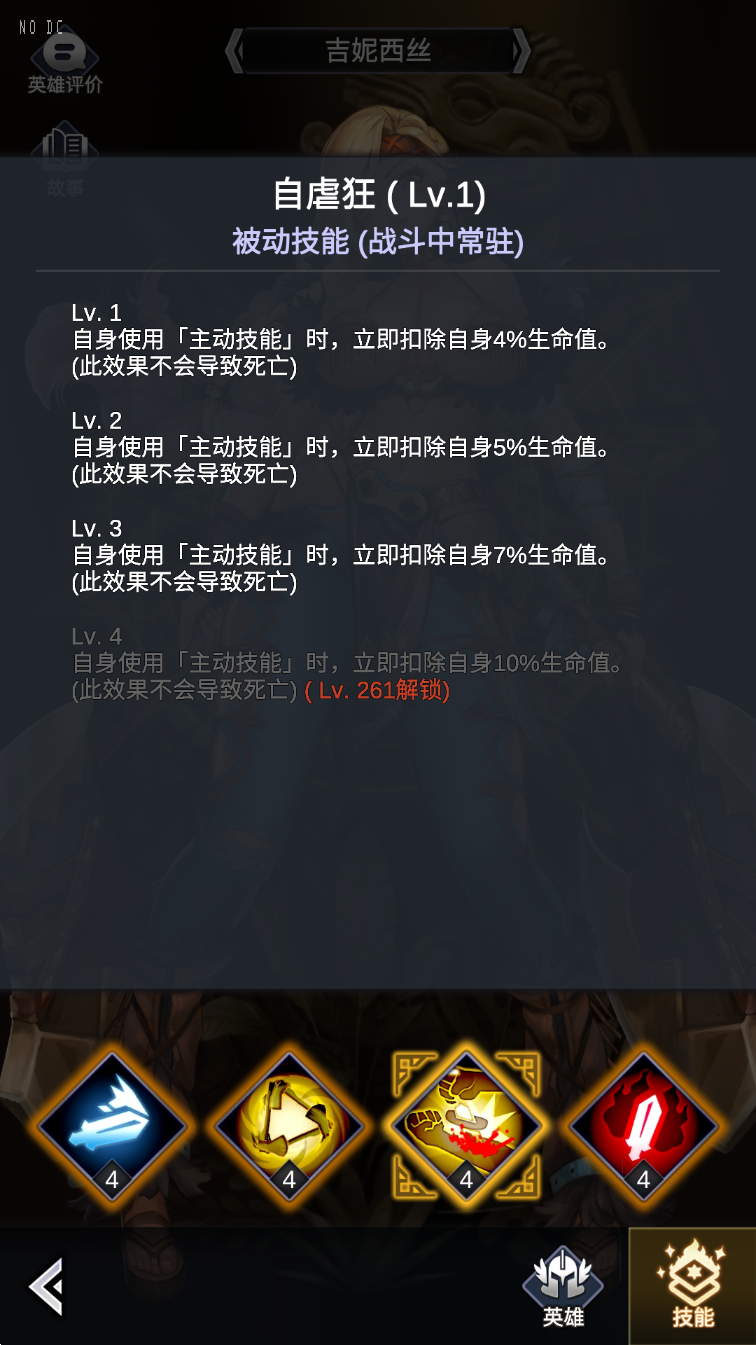 NO DC
吉妮西丝
英雄评价
故事
自虐狂 ( Lv.1)
被动技能 (战斗中常驻)
Lv. 1
自身使用「主动技能」时，立即扣除自身4%生命值。
(此效果不会导致死亡)
Lv. 2
自身使用「主动技能」时，立即扣除自身5%生命值。
(此效果不会导致死亡)
Lv. 3
自身使用「主动技能」时，立即扣除自身7%生命值。
(此效果不会导致死亡)
Lv. 4
自身使用「主动技能」时，立即扣除自身10%生命值。
(此效果不会导致死亡) ( Lv. 261解锁)
4
4
4
4
英雄
技能